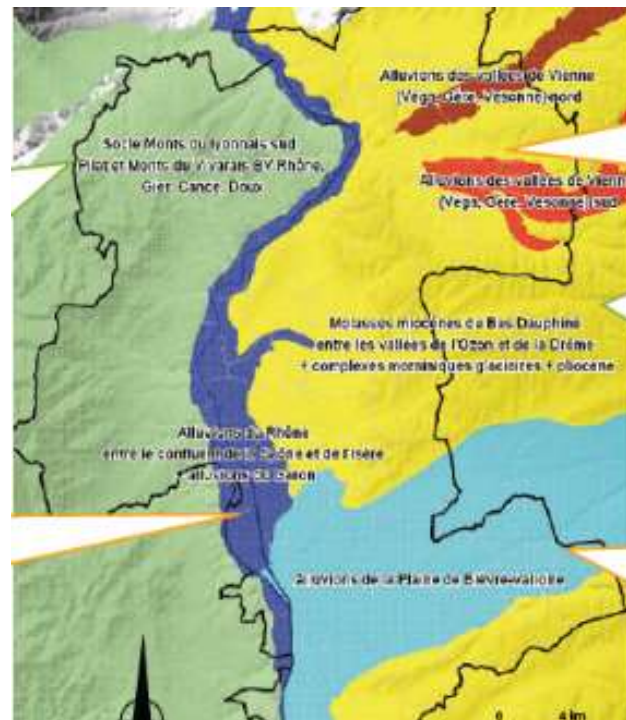 Alluvions des vallées de Vienne
(Véga, Gère, Vesonne) nord
Socle Monts du lyonnais sud
Pilat et Monts du Vivarais BV Rhône,
Gier, Cance, Doux
Alluvions des vallées de Vienn
(Vega, Gère, Vesonne) sud
Molasses miocènes du Bas Dauphiné
entre les vallées de l'Ozon et de la Drôme
+ complexes morainiques glaciaires + pliocène
Alluvions du Rhône
entre le confluent de la Saône et de l'Isère
alluvions du Garon
Alluvions de la Plaine de Bièvre-Valloire
0 4 km